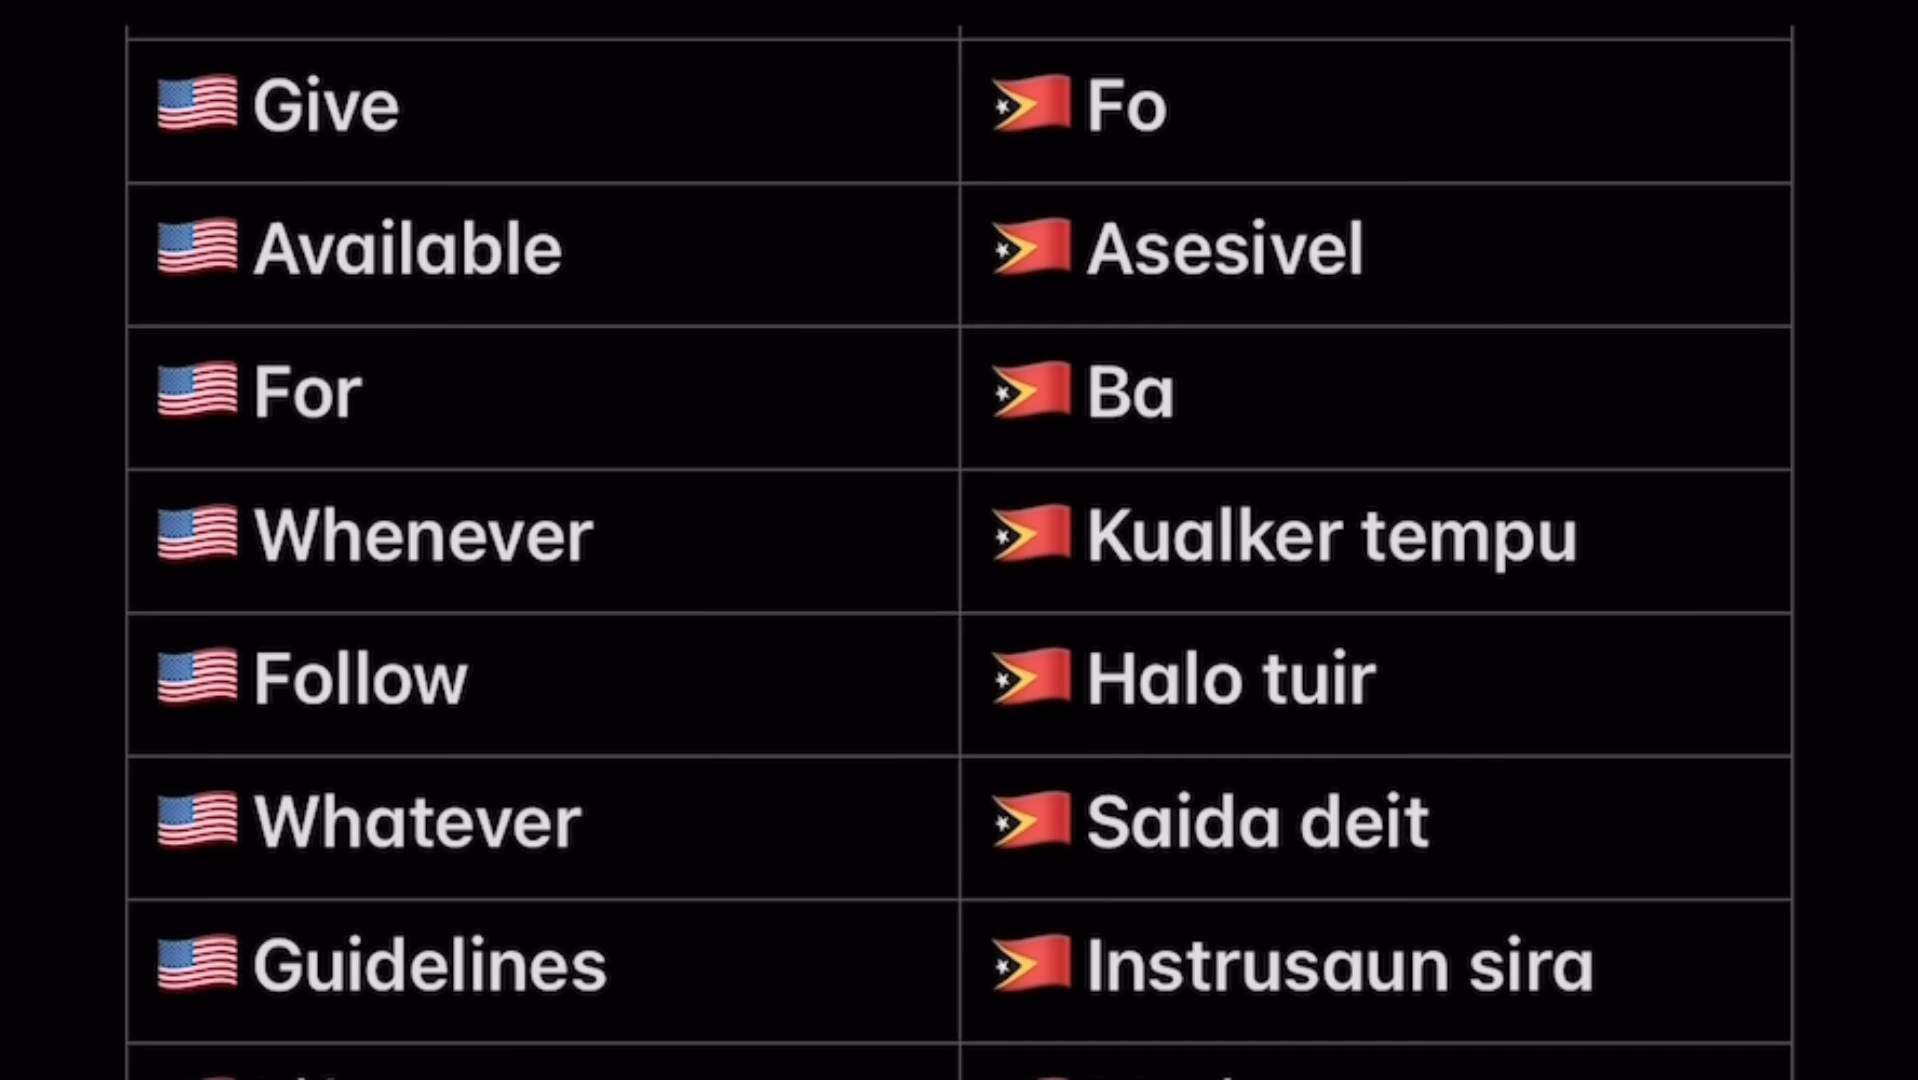 Give Fo
Available Asesivel
For Ba
Whenever Kualker tempu
Follow Halo tuir
Whatever Saida deit
Guidelines Instrusaun sira